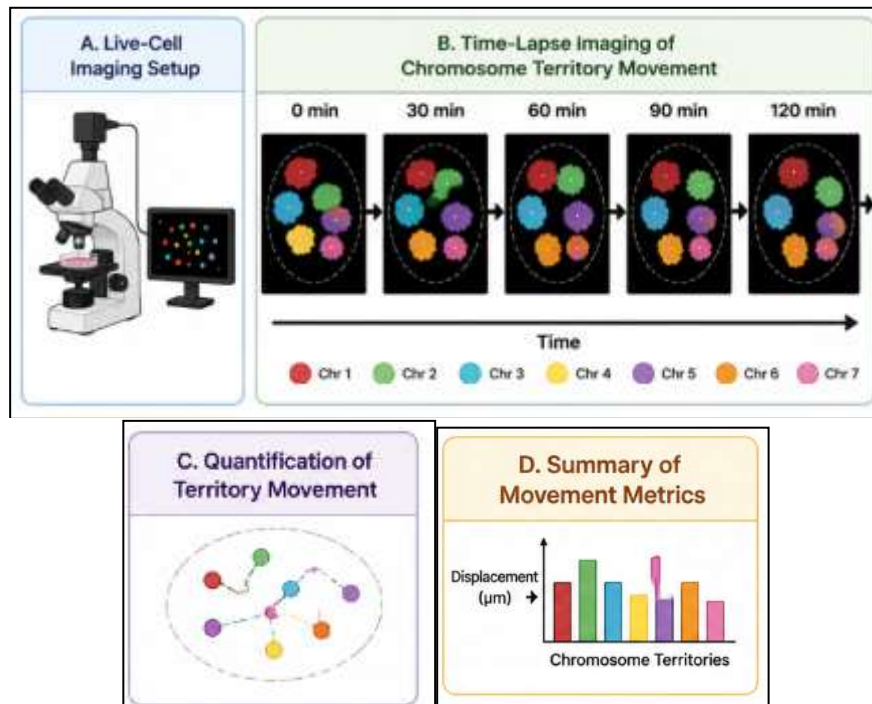 A. Live-Cell
Imaging Setup
B. Time-Lapse Imaging of
Chromosome Territory Movement
0 min 30 min 60 min 90 min 120 min
Time
Chr 1 Chr 2 Chr 3 Chr 4 Chr 5 Chr 6 Chr 7
C. Quantification of
Territory Movement
D. Summary of
Movement Metrics
Displacement
(µm)
Chromosome Territories